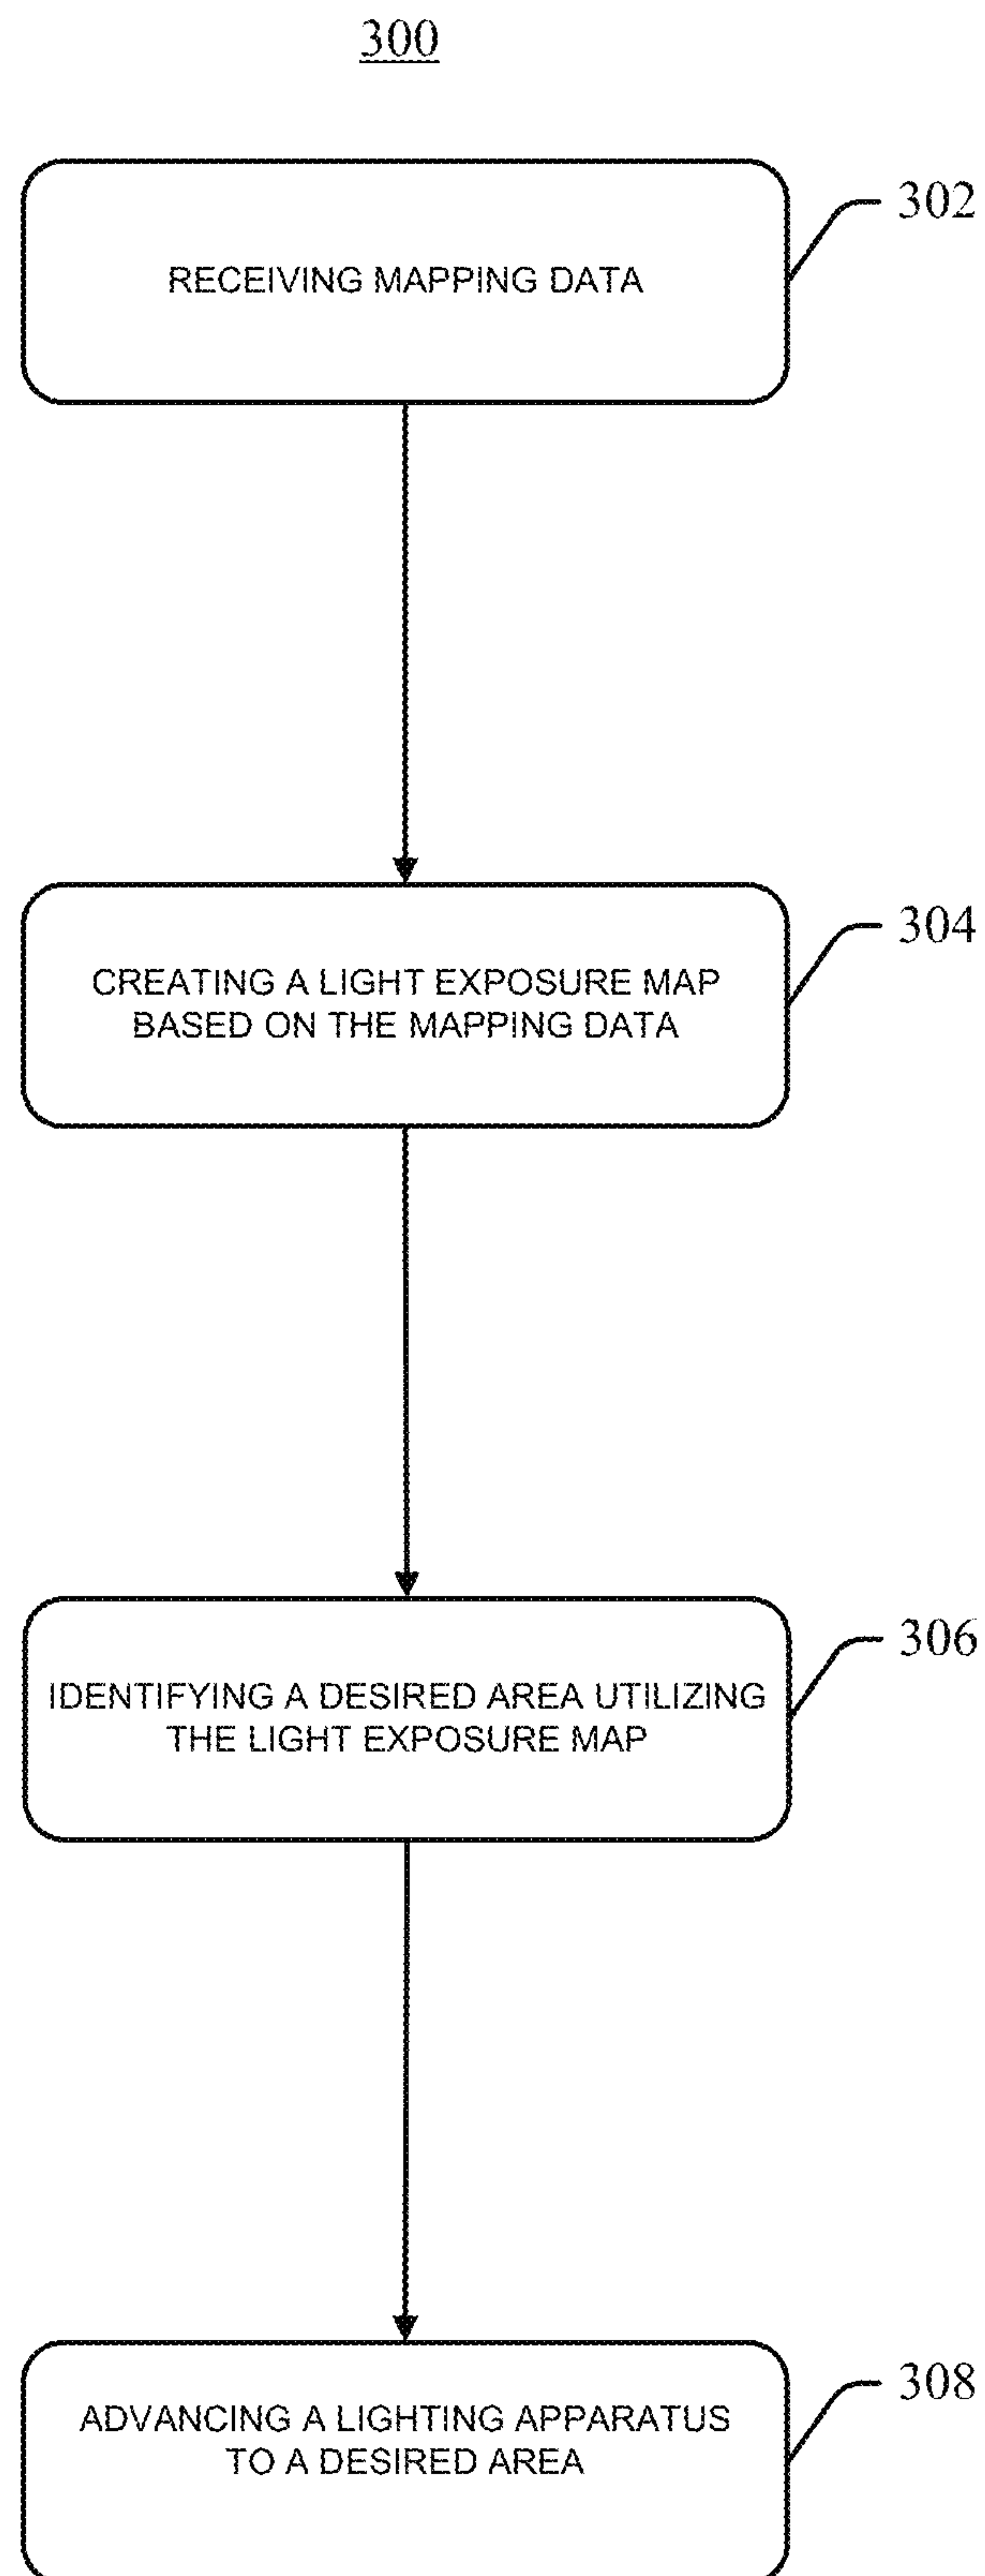 300
302
RECEIVING MAPPING DATA
304
CREATING A LIGHT EXPOSURE MAP
BASED ON THE MAPPING DATA
306
IDENTIFYING A DESIRED AREA UTILIZING
THE LIGHT EXPOSURE MAP
308
ADVANCING A LIGHTING APPARATUS
TO A DESIRED AREA